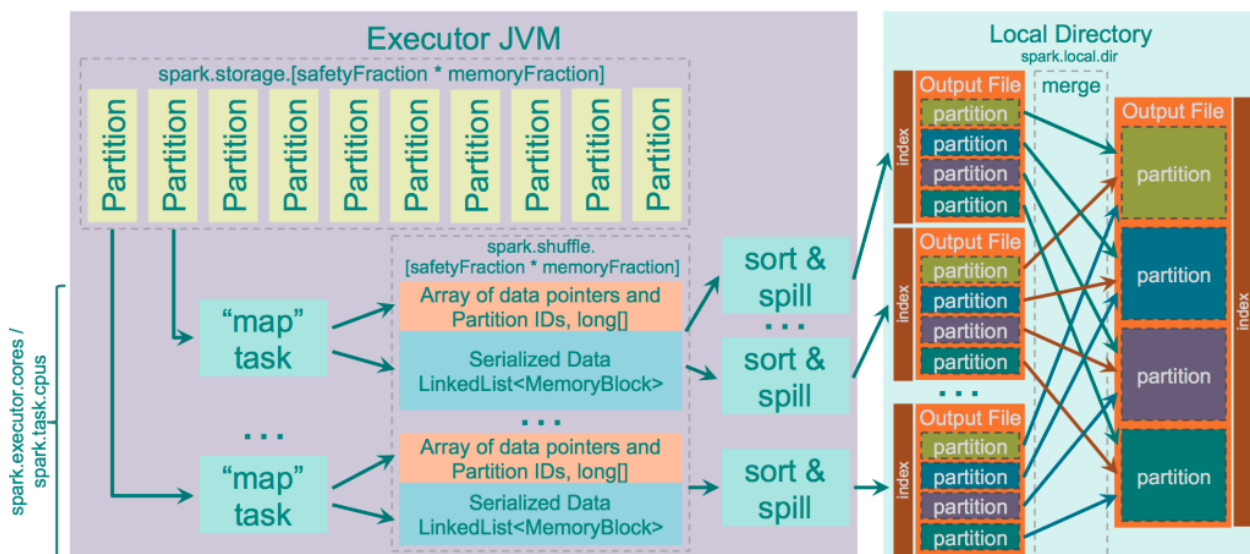 Executor JVM
spark.storage.[safetyFraction * memoryFraction]
Partition
Partition
Partition
Partition
Partition
Partition
Partition
Partition
Partition
Partition
spark.executor.cores /
spark.task.cpus
"map"
task
...
"map"
task
spark.shuffle.
[safetyFraction * memoryFraction]
Array of data pointers and
Partition IDs, long[]
Serialized Data
LinkedList<MemoryBlock>
...
Array of data pointers and
Partition IDs, long[]
Serialized Data
LinkedList<MemoryBlock>
sort &
spill
...
sort &
spill
sort &
spill
Local Directory
spark.local.dir
index
Output File
partition
partition
partition
partition
index
Output File
partition
partition
partition
partition
...
index
Output File
partition
partition
partition
partition
merge
Output File
partition
partition
partition
partition
index